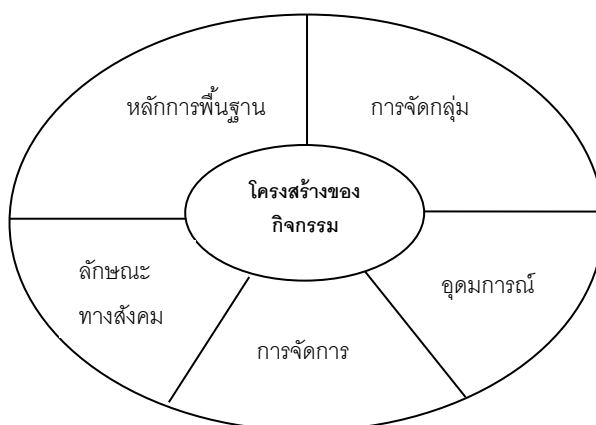 หลักการพื้นฐาน
การจัดกลุ่ม
โครงสร้างของ
กิจกรรม
ลักษณะ
ทางสังคม
อุดมการณ์
การจัดการ